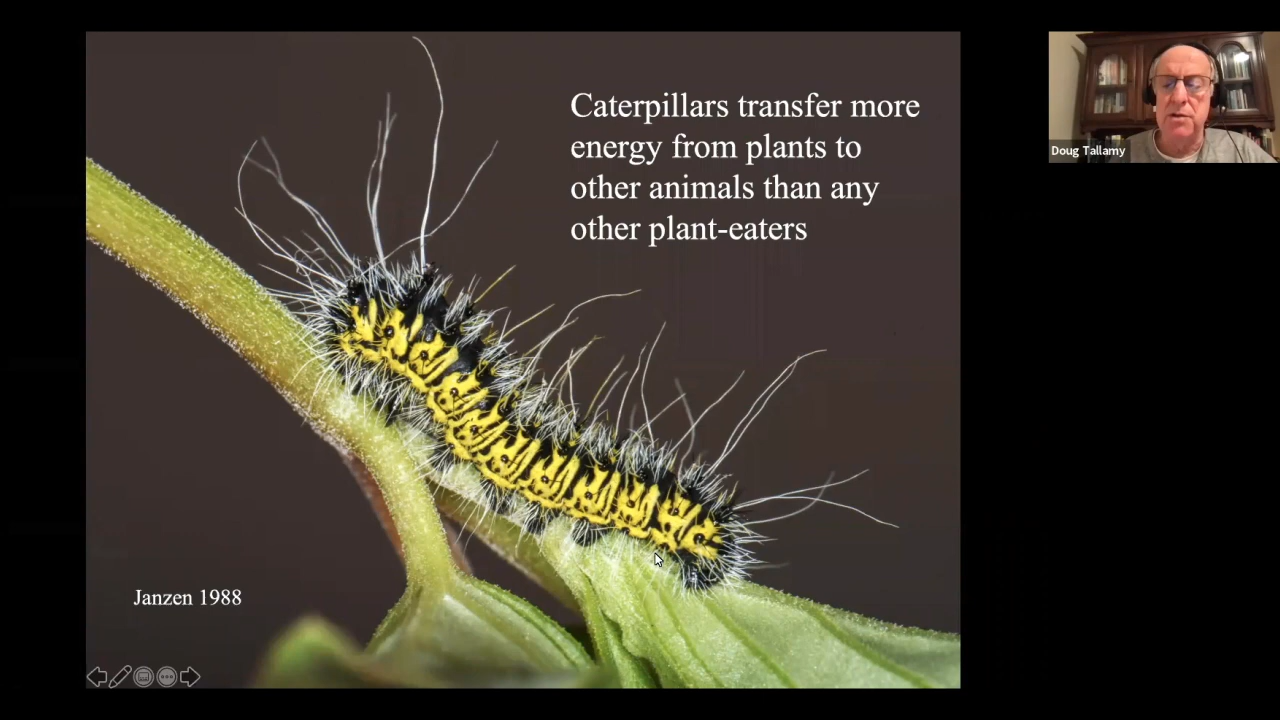 Caterpillars transfer more
energy from plants to
other animals than any
other plant-eaters
Doug Tallamy
Janzen 1988